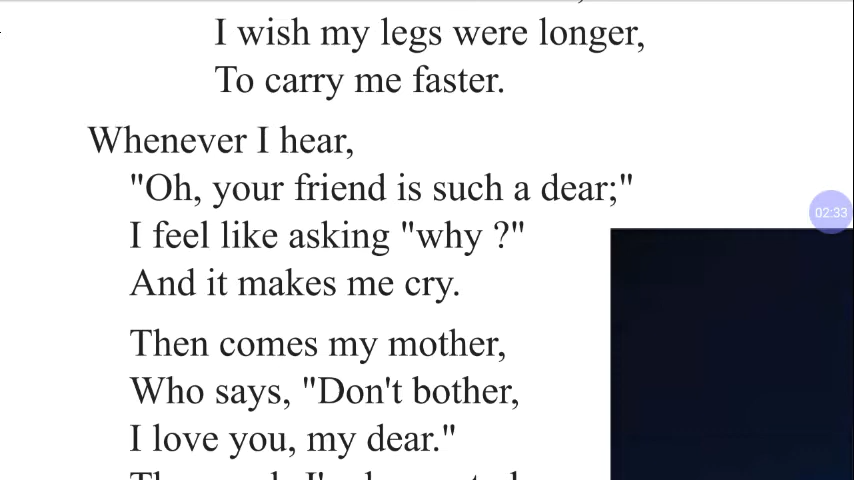 I wish my legs were longer,
To carry me faster.
Whenever I hear,
"Oh, your friend is such a dear;"
I feel like asking "why ?"
And it makes me cry.
02:33
Then comes my mother,
Who says, "Don't bother,
I love you, my dear."